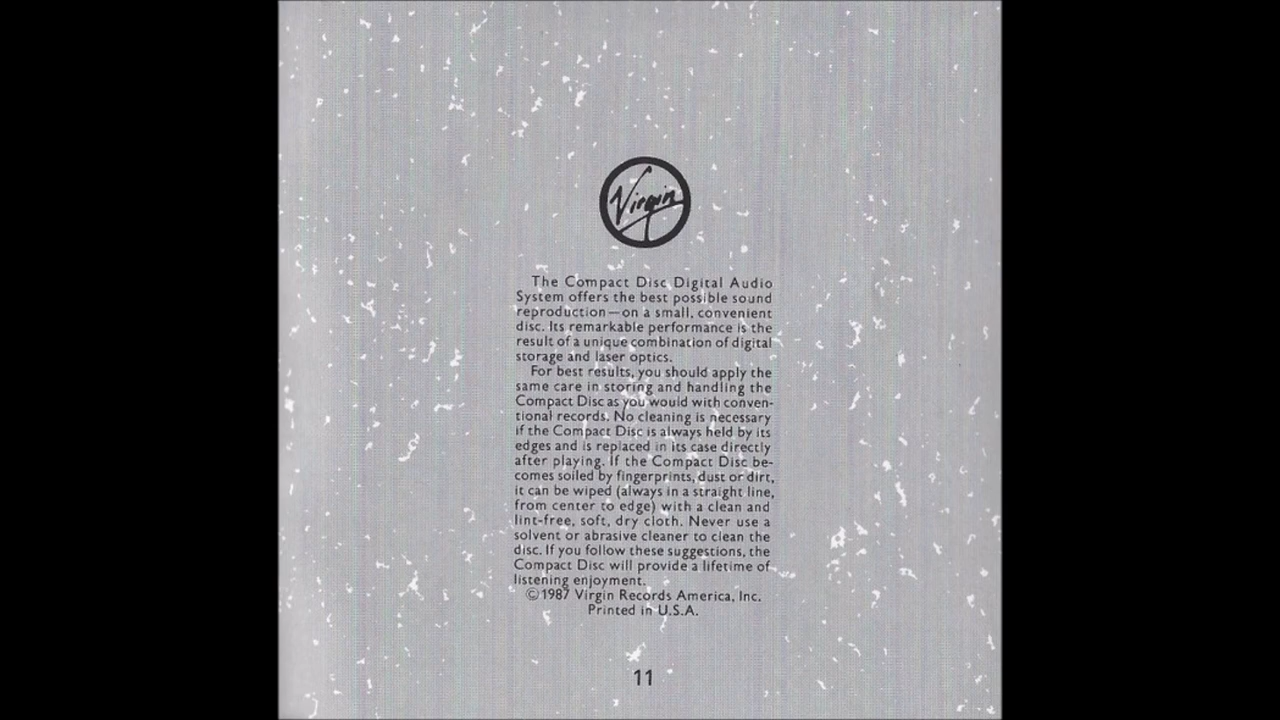 Virgin
The Compact Disc Digital Audio
System offers the best possible sound
reproduction—on a small, convenient
disc. Its remarkable performance is the
result of a unique combination of digital
storage and laser optics.
For best results, you should apply the
same care in storing and handling the
Compact Disc as you would with conven-
tional records. No cleaning is necessary
if the Compact Disc is always held by its
edges and is replaced in its case directly
after playing. If the Compact Disc be-
comes soiled by fingerprints, dust or dirt,
it can be wiped (always in a straight line,
from center to edge) with a clean and
lint-free, soft, dry cloth. Never use a
solvent or abrasive cleaner to clean the
disc. If you follow these suggestions, the
Compact Disc will provide a lifetime of
listening enjoyment.
©1987 Virgin Records America, Inc.
Printed in U.S.A.
11